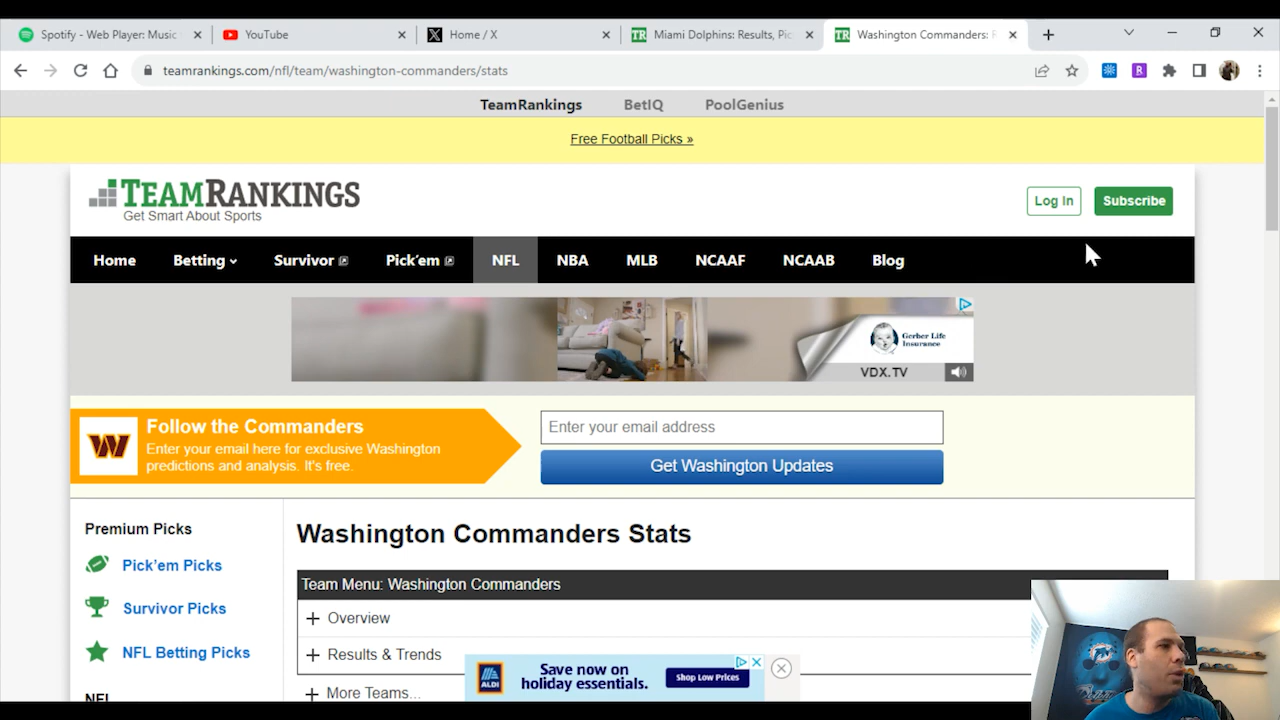 Spotify - Web Player: Music
YouTube
Home / X
TR
Miami Dolphins: Results, Pic
TR
Washington Commanders: R
teamrankings.com/nfl/team/washington-commanders/stats
R
TeamRankings
BetIQ
PoolGenius
Free Football Picks »
TEAMRANKINGS
Get Smart About Sports
Log In
Subscribe
Home
Betting
Survivor
Pick'em
NFL
NBA
MLB
NCAAF
NCAAB
Blog
Gerber Life
Insurance
VDX.TV
W
Follow the Commanders
Enter your email here for exclusive Washington
predictions and analysis. It's free.
Enter your email address
Get Washington Updates
Premium Picks
Pick'em Picks
Survivor Picks
NFL Betting Picks
NFL
Washington Commanders Stats
Team Menu: Washington Commanders
+ Overview
+ Results & Trends
+ More Teams...
ALDI
Save now on
holiday essentials.
Shop Low Prices